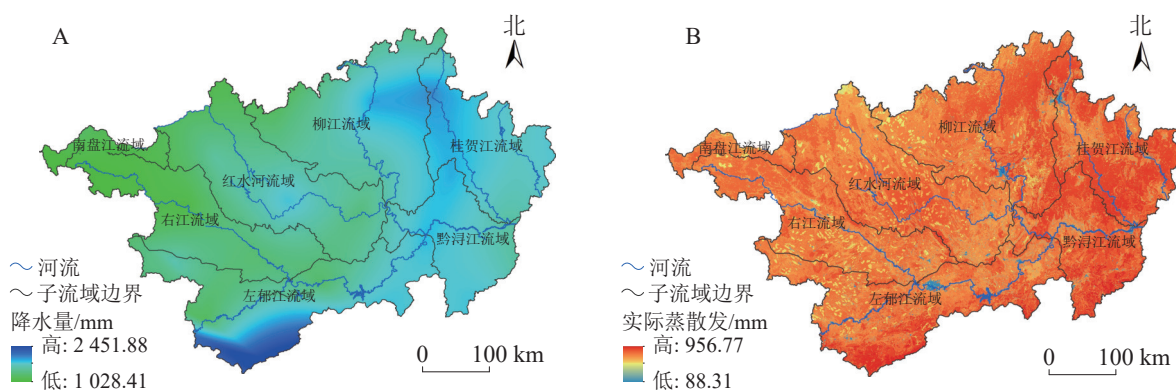 A
北
柳江流域
桂贺江流域
南盘江流域
红水河流域
右江流域
黔浔江流域
左郁江流域
河流
子流域边界
降水量/mm
高: 2 451.88
低: 1 028.41
0 100 km
B
北
柳江流域
桂贺江流域
南盘江流域
红水河流域
右江流域
黔浔江流域
左郁江流域
河流
子流域边界
实际蒸散发/mm
高: 956.77
低: 88.31
0 100 km